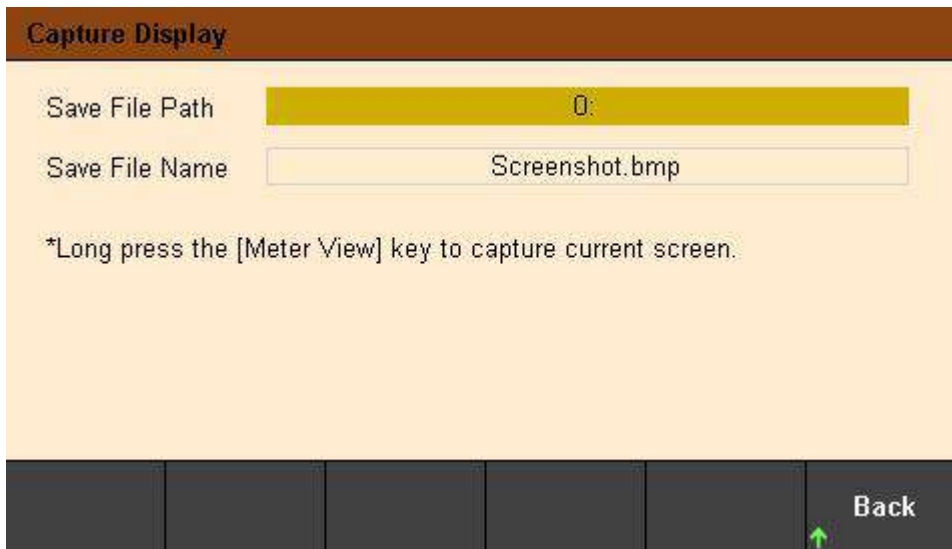 Capture Display
Save File Path 0:
Save File Name Screenshot.bmp
*Long press the [Meter View] key to capture current screen.
Back